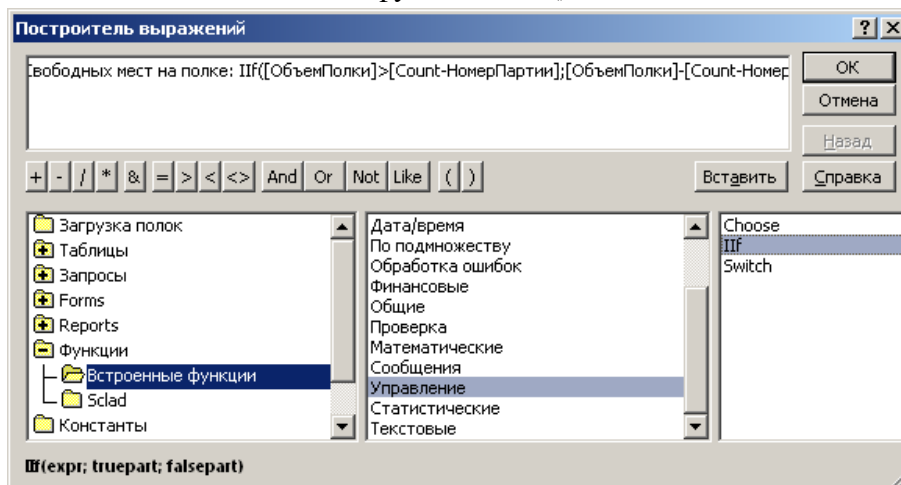 Построитель выражений
Свободных мест на полке: IIf([ОбъемПолки]>[Count-НомерПартии];[ОбъемПолки]-[Count-Номер
ОК
Отмена
Назад
+ - / * & = > < <> And Or Not Like ( ) Вставить Справка
Загрузка полок
Таблицы
Запросы
Forms
Reports
Функции
Встроенные функции
Sclad
Константы
Дата/время
По подмножеству
Обработка ошибок
Финансовые
Общие
Проверка
Математические
Сообщения
Управление
Статистические
Текстовые
Choose
IIf
Switch
IIf(expr; truepart; falsepart)